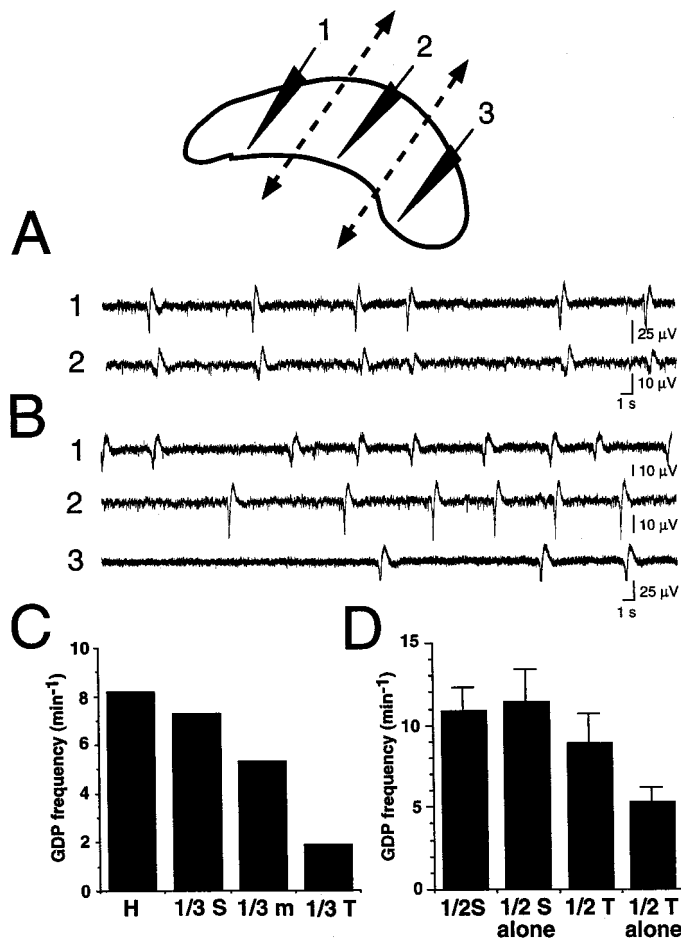 1
2
3
A
1
25 µV
2
10 µV
1 s
B
1
10 µV
2
10 µV
3
25 µV
1 s
C
GDP frequency (min-1)
10
8
6
4
2
0
H 1/3 S 1/3 m 1/3 T
D
GDP frequency (min-1)
15
10
5
0
1/2S 1/2 S alone 1/2 T 1/2 T alone